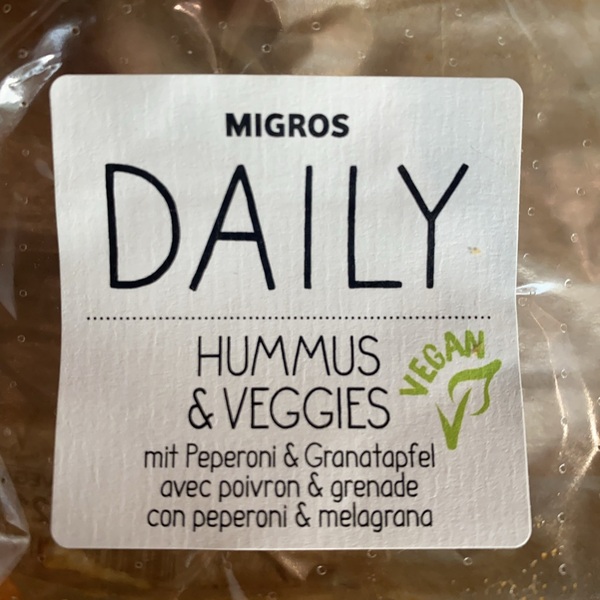 MIGROS
DAILY
HUMMUS
& VEGGIES
VEGAN
mit Peperoni & Granatapfel
avec poivron & grenade
con peperoni & melagrana